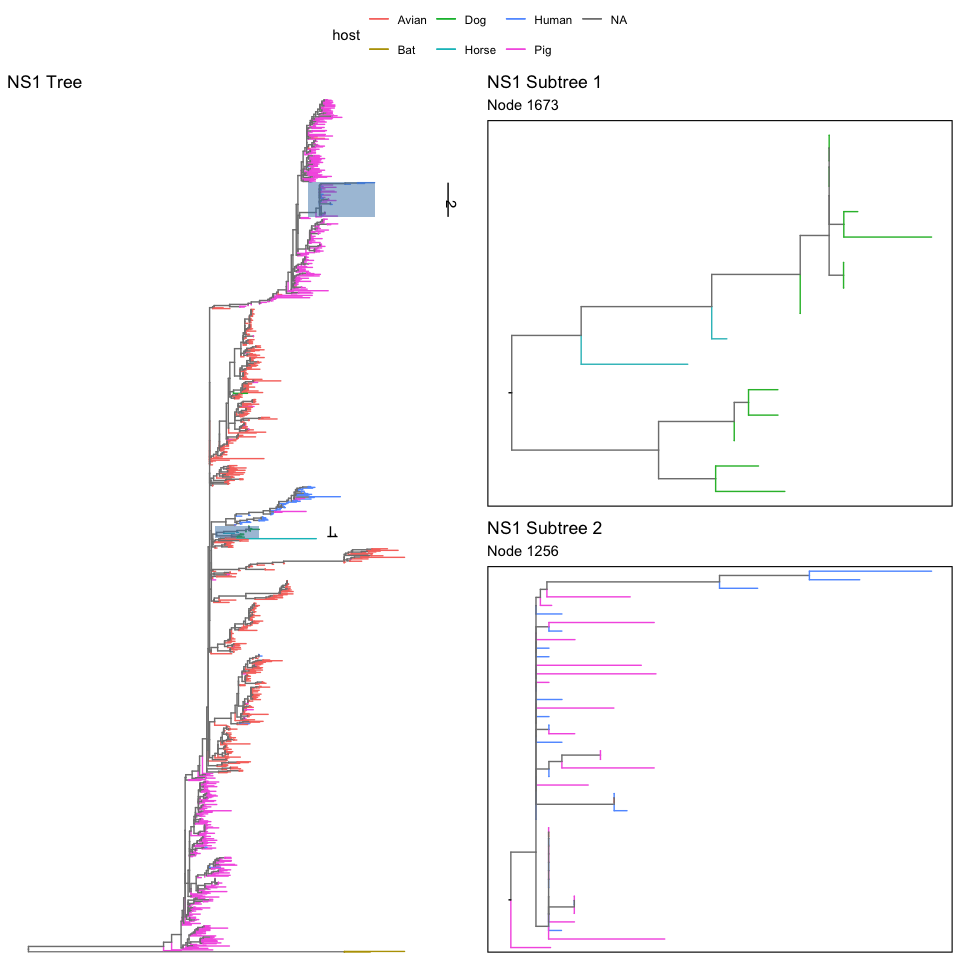 host
Avian Dog Human NA
Bat Horse Pig
NS1 Tree
NS1 Subtree 1
Node 1673
2
1
NS1 Subtree 2
Node 1256